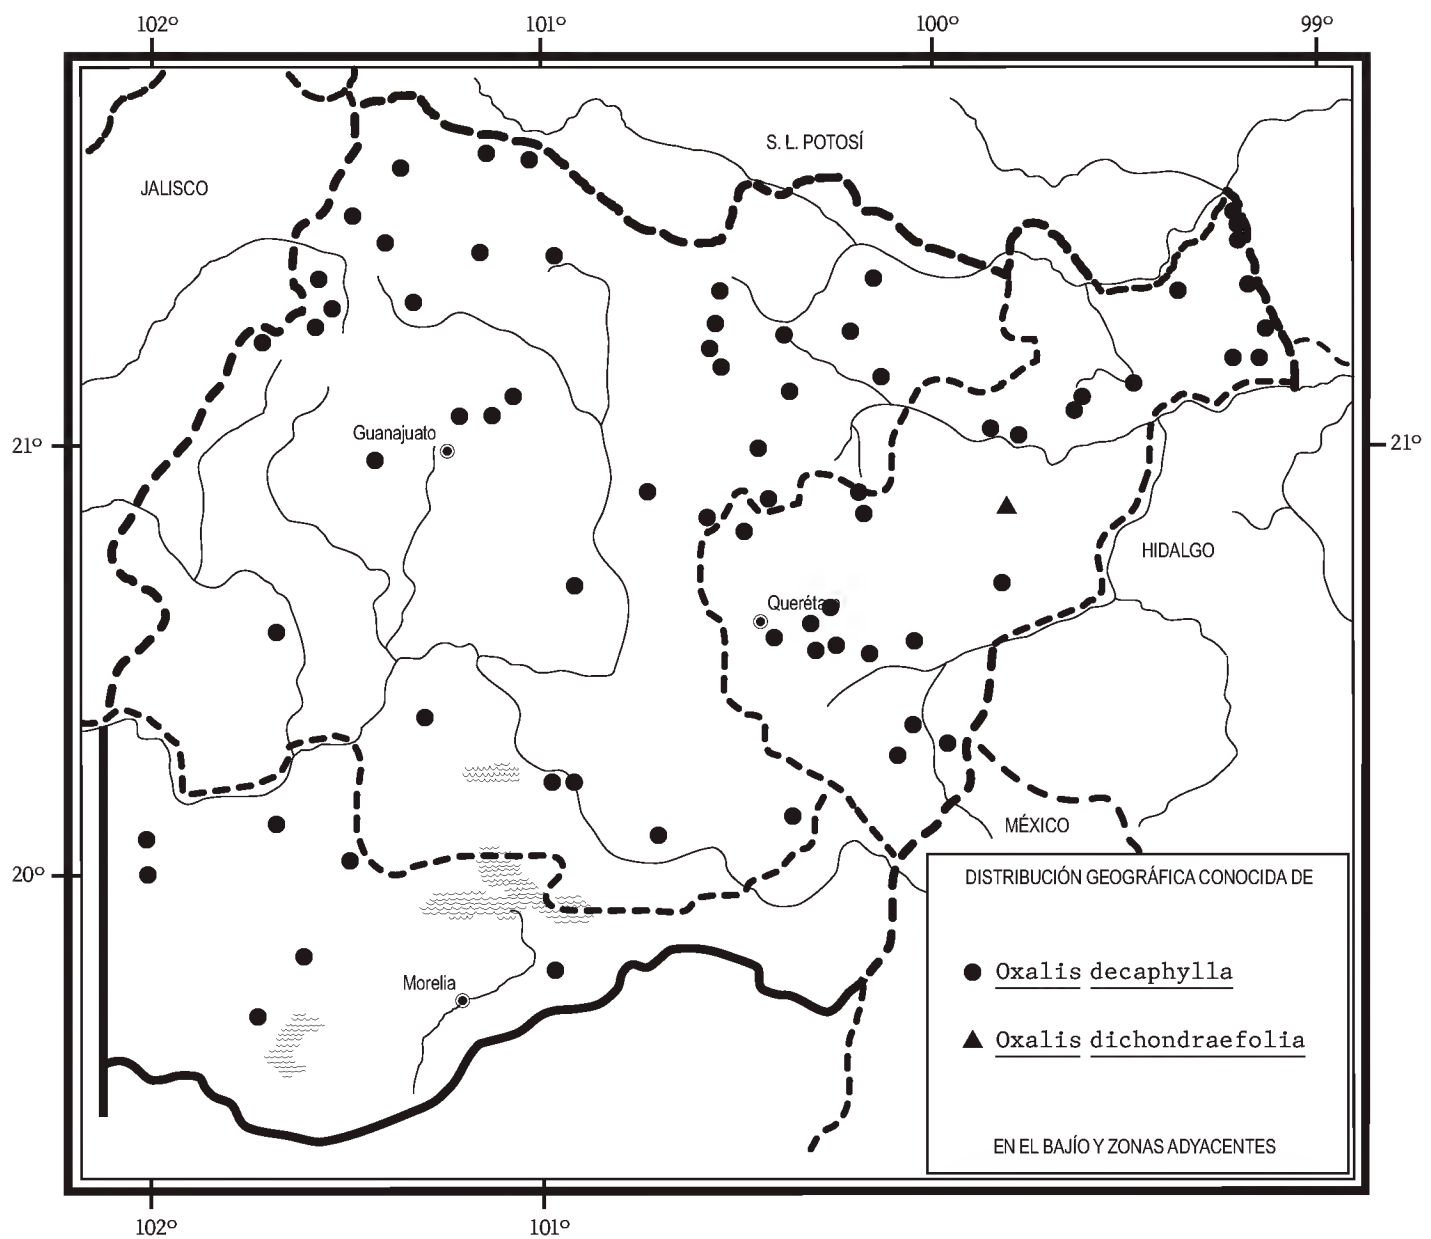 102º 101º 100º 99º
S. L. POTOSÍ
JALISCO
Guanajuato
21º 21º
HIDALGO
Querétaro
MÉXICO
20º
DISTRIBUCIÓN GEOGRÁFICA CONOCIDA DE
Oxalis decaphylla
Morelia
Oxalis dichondraefolia
EN EL BAJÍO Y ZONAS ADYACENTES
102º 101º